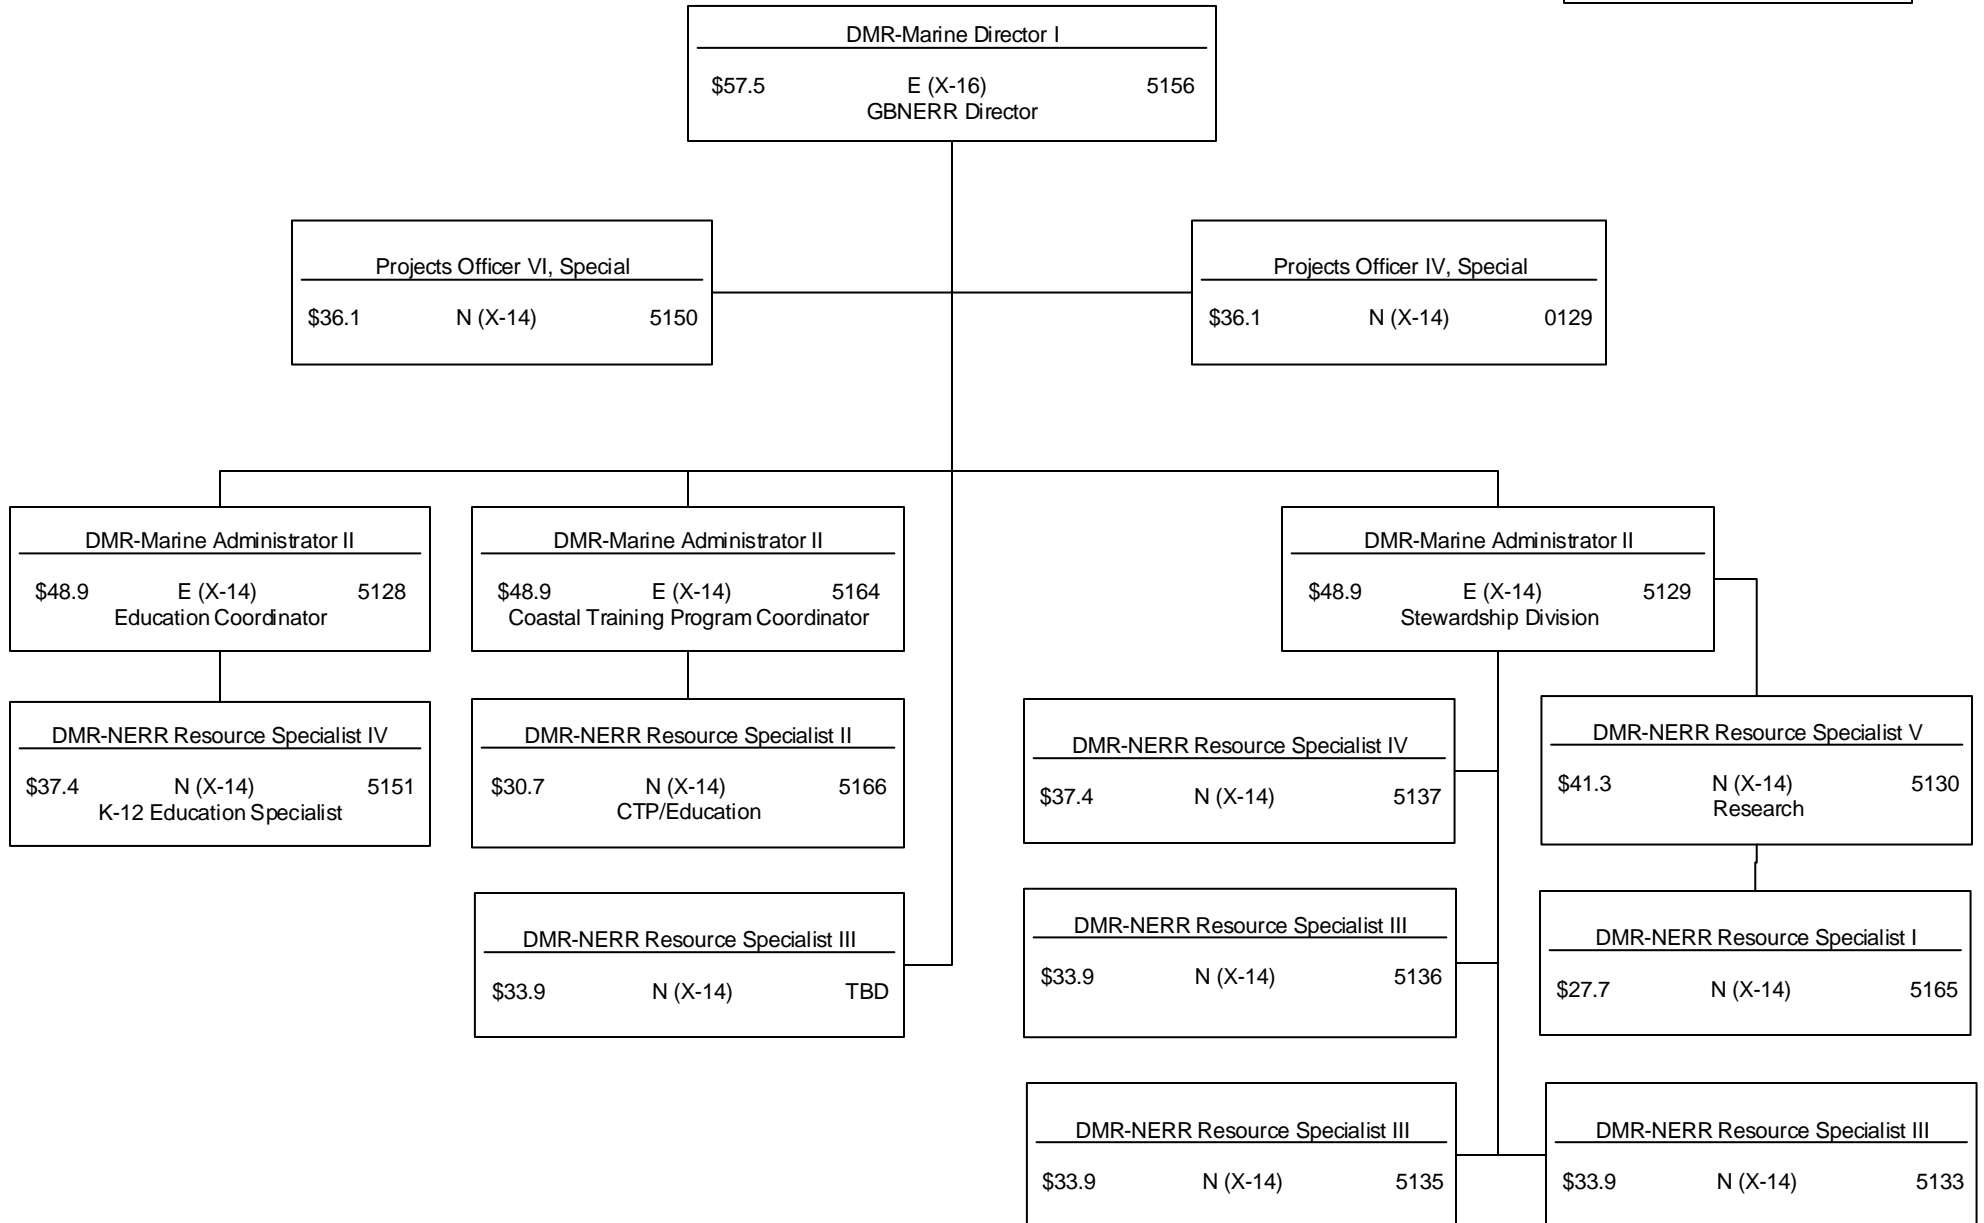 DMR-Marine Director I
$57.5 E (X-16) 5156
GBNERR Director
Projects Officer VI, Special
$36.1 N (X-14) 5150
Projects Officer IV, Special
$36.1 N (X-14) 0129
DMR-Marine Administrator II
$48.9 E (X-14) 5128
Education Coordinator
DMR-Marine Administrator II
$48.9 E (X-14) 5164
Coastal Training Program Coordinator
DMR-Marine Administrator II
$48.9 E (X-14) 5129
Stewardship Division
DMR-NERR Resource Specialist IV
$37.4 N (X-14) 5151
K-12 Education Specialist
DMR-NERR Resource Specialist II
$30.7 N (X-14) 5166
CTP/Education
DMR-NERR Resource Specialist IV
$37.4 N (X-14) 5137
DMR-NERR Resource Specialist V
$41.3 N (X-14) 5130
Research
DMR-NERR Resource Specialist III
$33.9 N (X-14) TBD
DMR-NERR Resource Specialist III
$33.9 N (X-14) 5136
DMR-NERR Resource Specialist I
$27.7 N (X-14) 5165
DMR-NERR Resource Specialist III
$33.9 N (X-14) 5135
DMR-NERR Resource Specialist III
$33.9 N (X-14) 5133